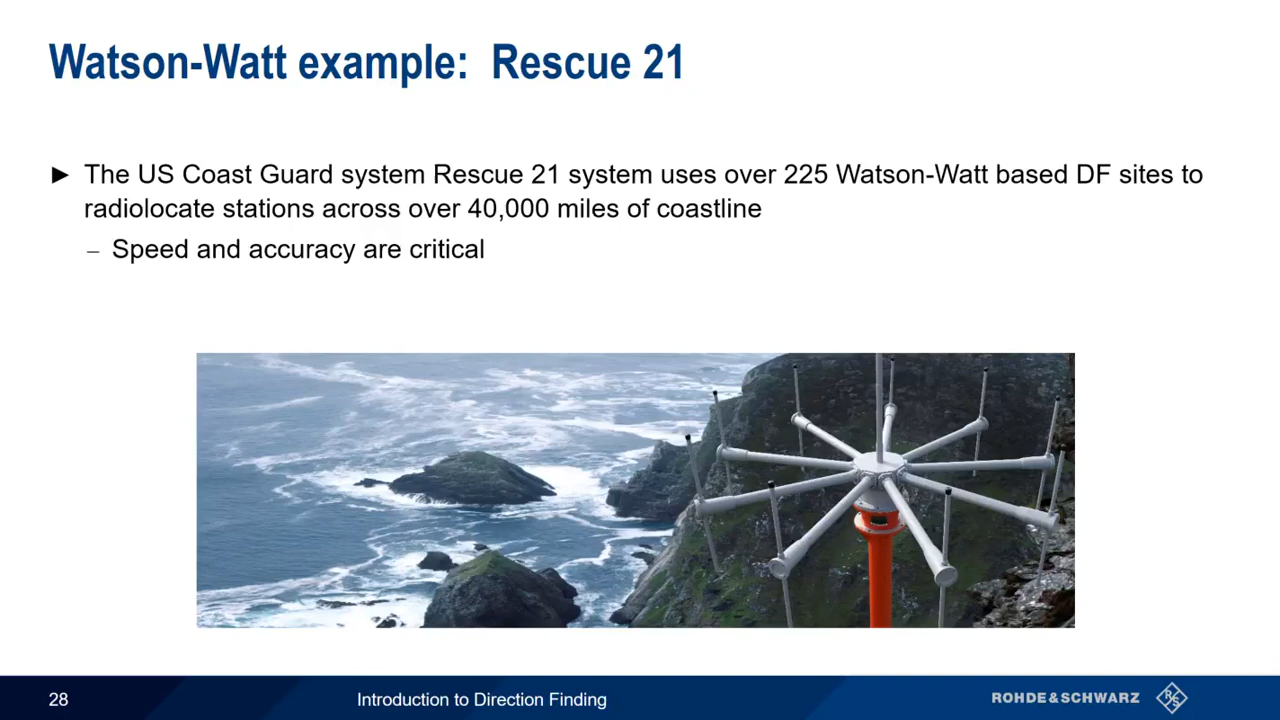 Watson-Watt example: Rescue 21
► The US Coast Guard system Rescue 21 system uses over 225 Watson-Watt based DF sites to
radiolocate stations across over 40,000 miles of coastline
– Speed and accuracy are critical
28
Introduction to Direction Finding
ROHDE & SCHWARZ
R&S